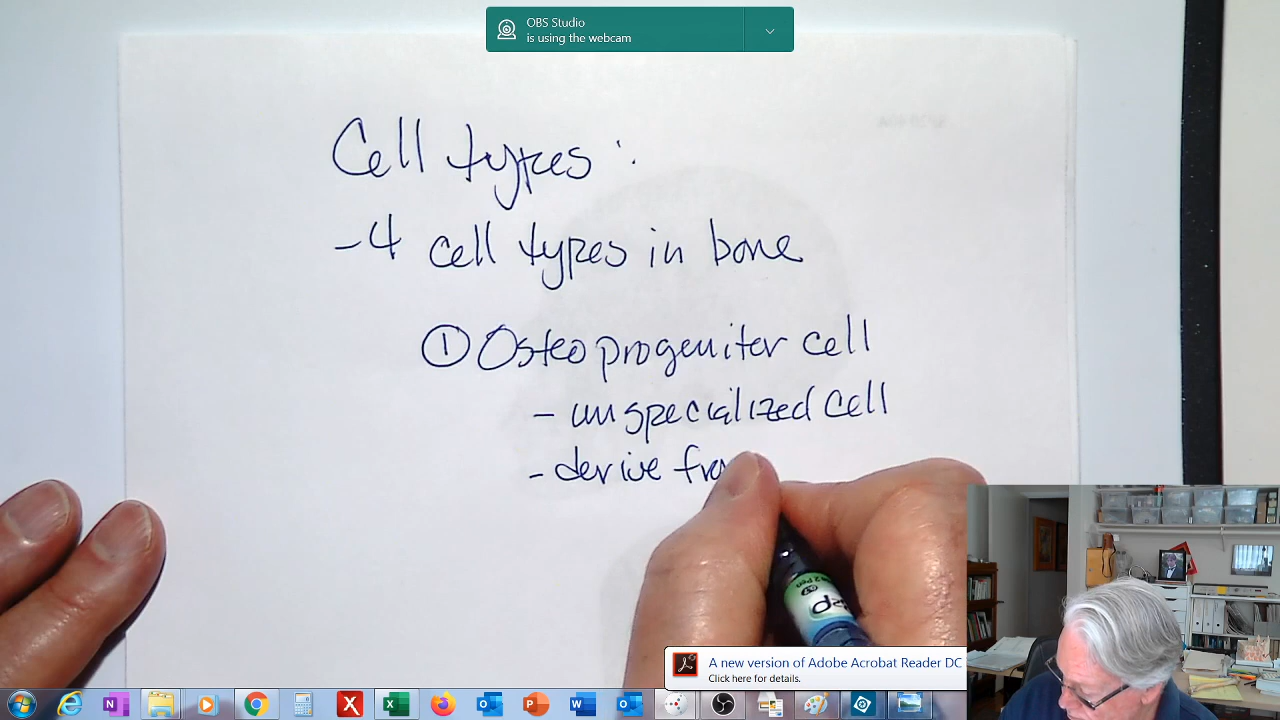 OBS Studio
is using the webcam
Cell types :
- 4 cell types in bone
① Osteoprogeniter cell
- unspecialized cell
- derive fro
A new version of Adobe Acrobat Reader DC
Click here for details.